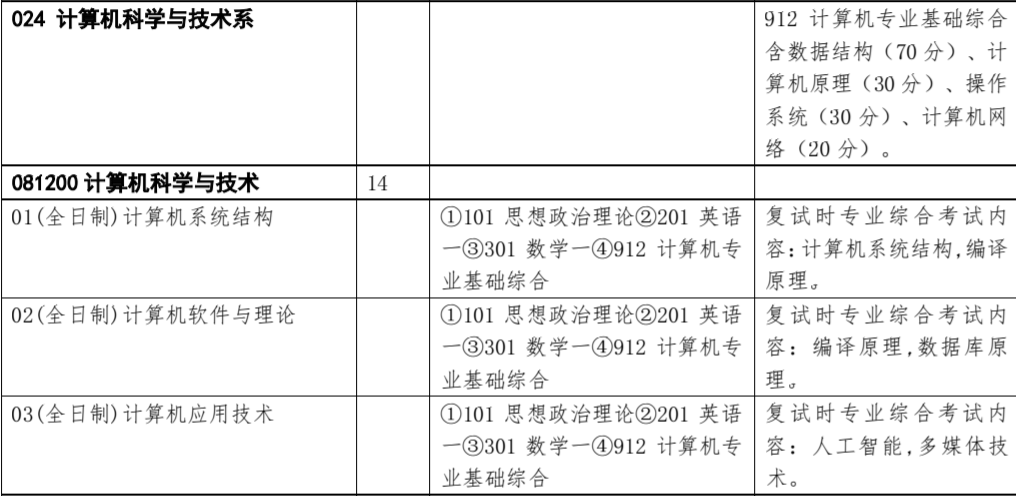 024 计算机科学与技术系
912 计算机专业基础综合
含数据结构（70 分）、计
算机原理（30 分）、操作
系统（30 分）、计算机网
络（20 分）。
081200 计算机科学与技术
14
01(全日制)计算机系统结构
①101 思想政治理论②201 英语
一③301 数学一④912 计算机专
业基础综合
复试时专业综合考试内
容:计算机系统结构,编译
原理。
02(全日制)计算机软件与理论
①101 思想政治理论②201 英语
一③301 数学一④912 计算机专
业基础综合
复试时专业综合考试内
容: 编译原理,数据库原
理。
03(全日制)计算机应用技术
①101 思想政治理论②201 英语
一③301 数学一④912 计算机专
业基础综合
复试时专业综合考试内
容: 人工智能,多媒体技
术。